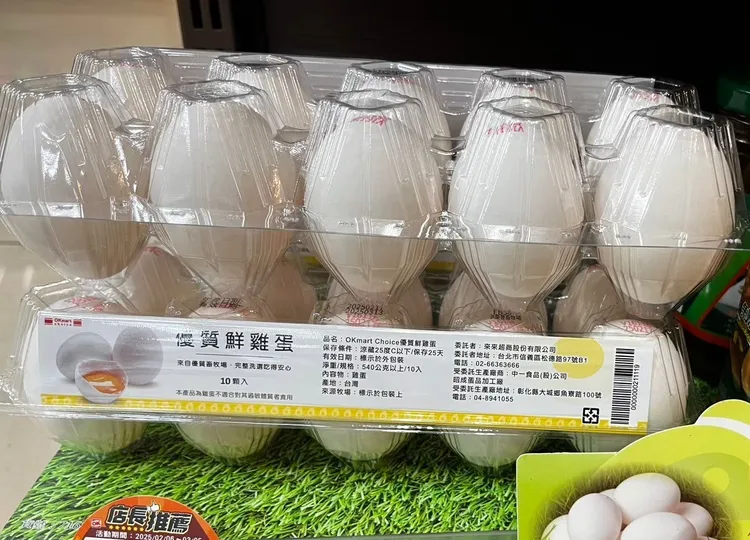 OKmart
優質鮮雞蛋
來自優質畜牧場,完整洗選吃得安心
10顆入
本產品為雞蛋不適合對其過敏體質者食用
品名:OKmart Choice優質鮮雞蛋
保存條件:涼藏25度C以下/保存25天
有效日期:標示於外包裝
淨重/規格:540公克以上/10入
內容物:雞蛋
產地:台灣
來源牧場:標示於包裝上
委託者:來來超商股份有限公司
委託者地址:台北市信義區松德路97號B1
電話:02-66363666
受委託生產廠商:中一食品(股)公司
昭成蛋品加工廠
受委託生產廠地址:彰化縣大城鄉魚寮路100號
電話:04-8941055
0000000211119
店長推薦
活動期間:2025/02/06